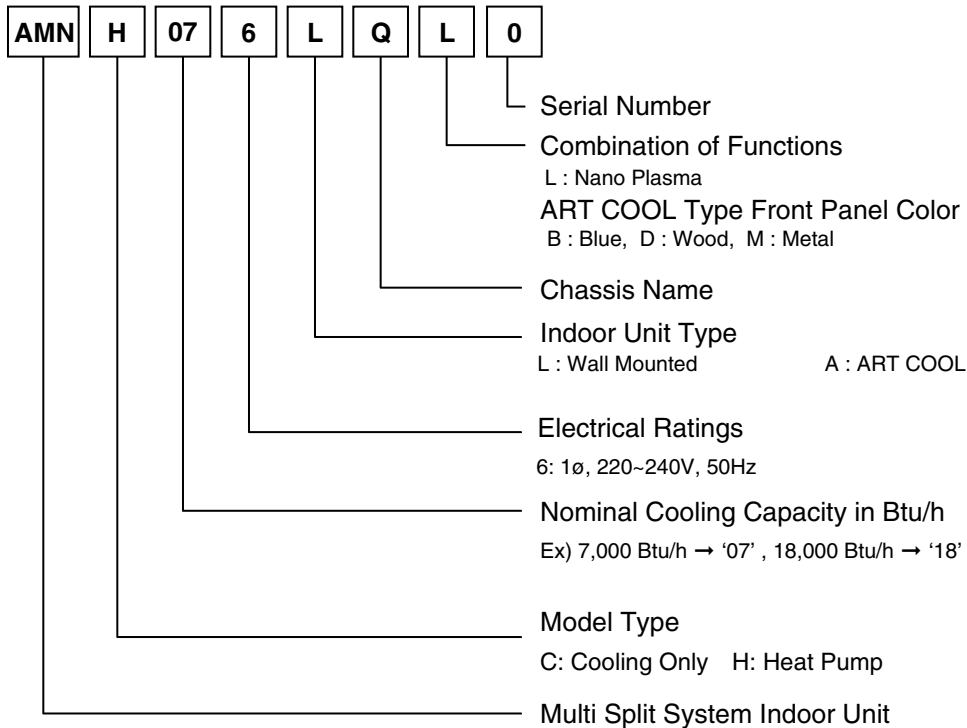 AMN H 07 6 L Q L 0
Serial Number
Combination of Functions
L : Nano Plasma
ART COOL Type Front Panel Color
B : Blue, D : Wood, M : Metal
Chassis Name
Indoor Unit Type
L : Wall Mounted A : ART COOL
Electrical Ratings
6: 1ø, 220~240V, 50Hz
Nominal Cooling Capacity in Btu/h
Ex) 7,000 Btu/h → ‘07’ , 18,000 Btu/h → ‘18’
Model Type
C: Cooling Only H: Heat Pump
Multi Split System Indoor Unit